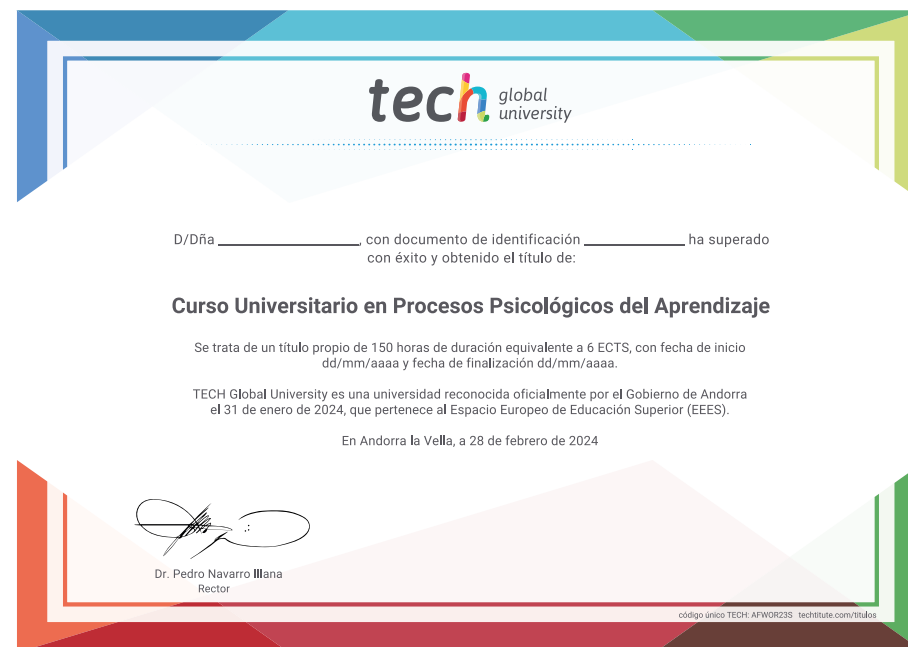 tech global university
D/Dña ____________________, con documento de identificación ______________ ha superado
con éxito y obtenido el título de:
Curso Universitario en Procesos Psicológicos del Aprendizaje
Se trata de un título propio de 150 horas de duración equivalente a 6 ECTS, con fecha de inicio
dd/mm/aaaa y fecha de finalización dd/mm/aaaa.
TECH Global University es una universidad reconocida oficialmente por el Gobierno de Andorra
el 31 de enero de 2024, que pertenece al Espacio Europeo de Educación Superior (EEES).
En Andorra la Vella, a 28 de febrero de 2024
Dr. Pedro Navarro Illana
Rector
código único TECH: AFWOR23S techtitute.com/titulos